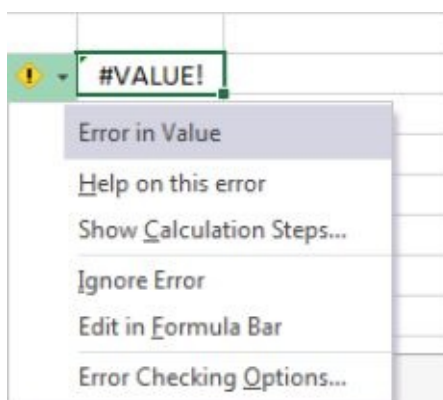 #VALUE!
Error in Value
Help on this error
Show Calculation Steps...
Ignore Error
Edit in Formula Bar
Error Checking Options...